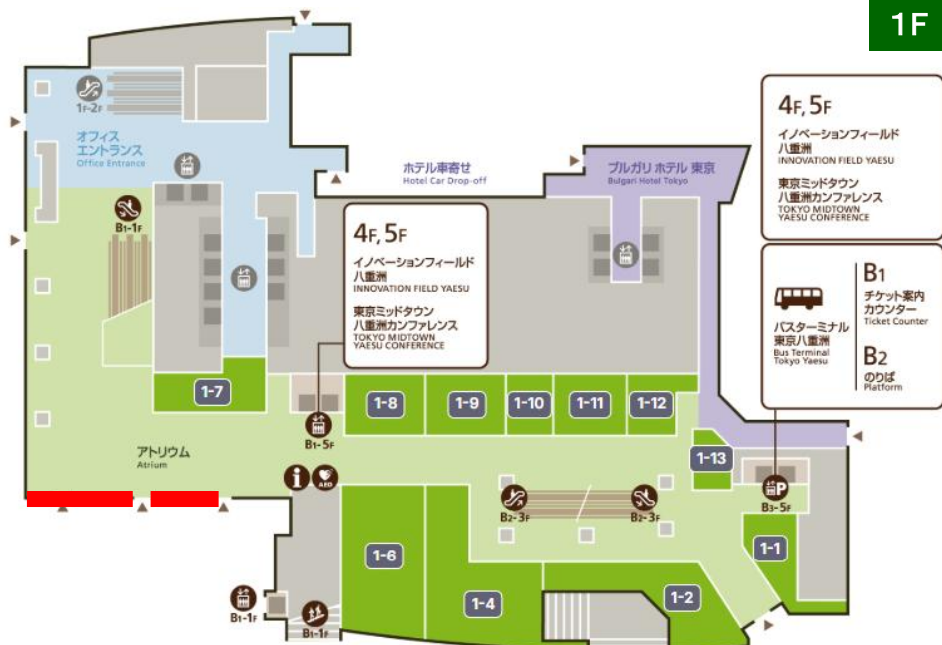 1F
1F-2F
オフィス
エントランス
Office Entrance
B1-1F
ホテル車寄せ
Hotel Car Drop-off
ブルガリ ホテル 東京
Bulgari Hotel Tokyo
4F, 5F
イノベーションフィールド
八重洲
INNOVATION FIELD YAESU
東京ミッドタウン
八重洲カンファレンス
TOKYO MIDTOWN
YAESU CONFERENCE
4F, 5F
イノベーションフィールド
八重洲
INNOVATION FIELD YAESU
東京ミッドタウン
八重洲カンファレンス
TOKYO MIDTOWN
YAESU CONFERENCE
バスターミナル
東京八重洲
Bus Terminal
Tokyo Yaesu
B1
チケット案内
カウンター
Ticket Counter
B2
のりば
Platform
1-7
1-8
1-9
1-10
1-11
1-12
B1-5F
アトリウム
Atrium
1-13
i
AED
P
B3-5F
B2-3F
B2-3F
1-1
1-6
1-4
1-2
B1-1F
B1-1F